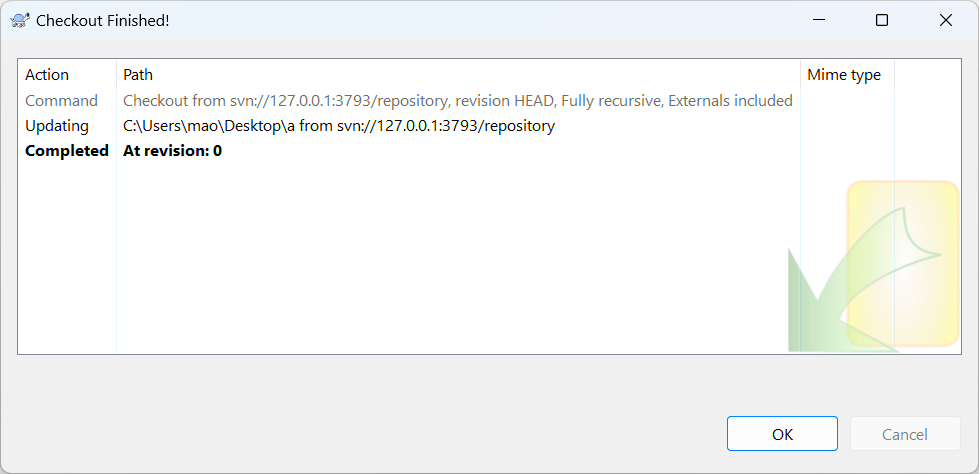 Checkout Finished!
Action Path Mime type
Command Checkout from svn://127.0.0.1:3793/repository, revision HEAD, Fully recursive, Externals included
Updating C:\Users\mao\Desktop\a from svn://127.0.0.1:3793/repository
Completed At revision: 0
OK Cancel